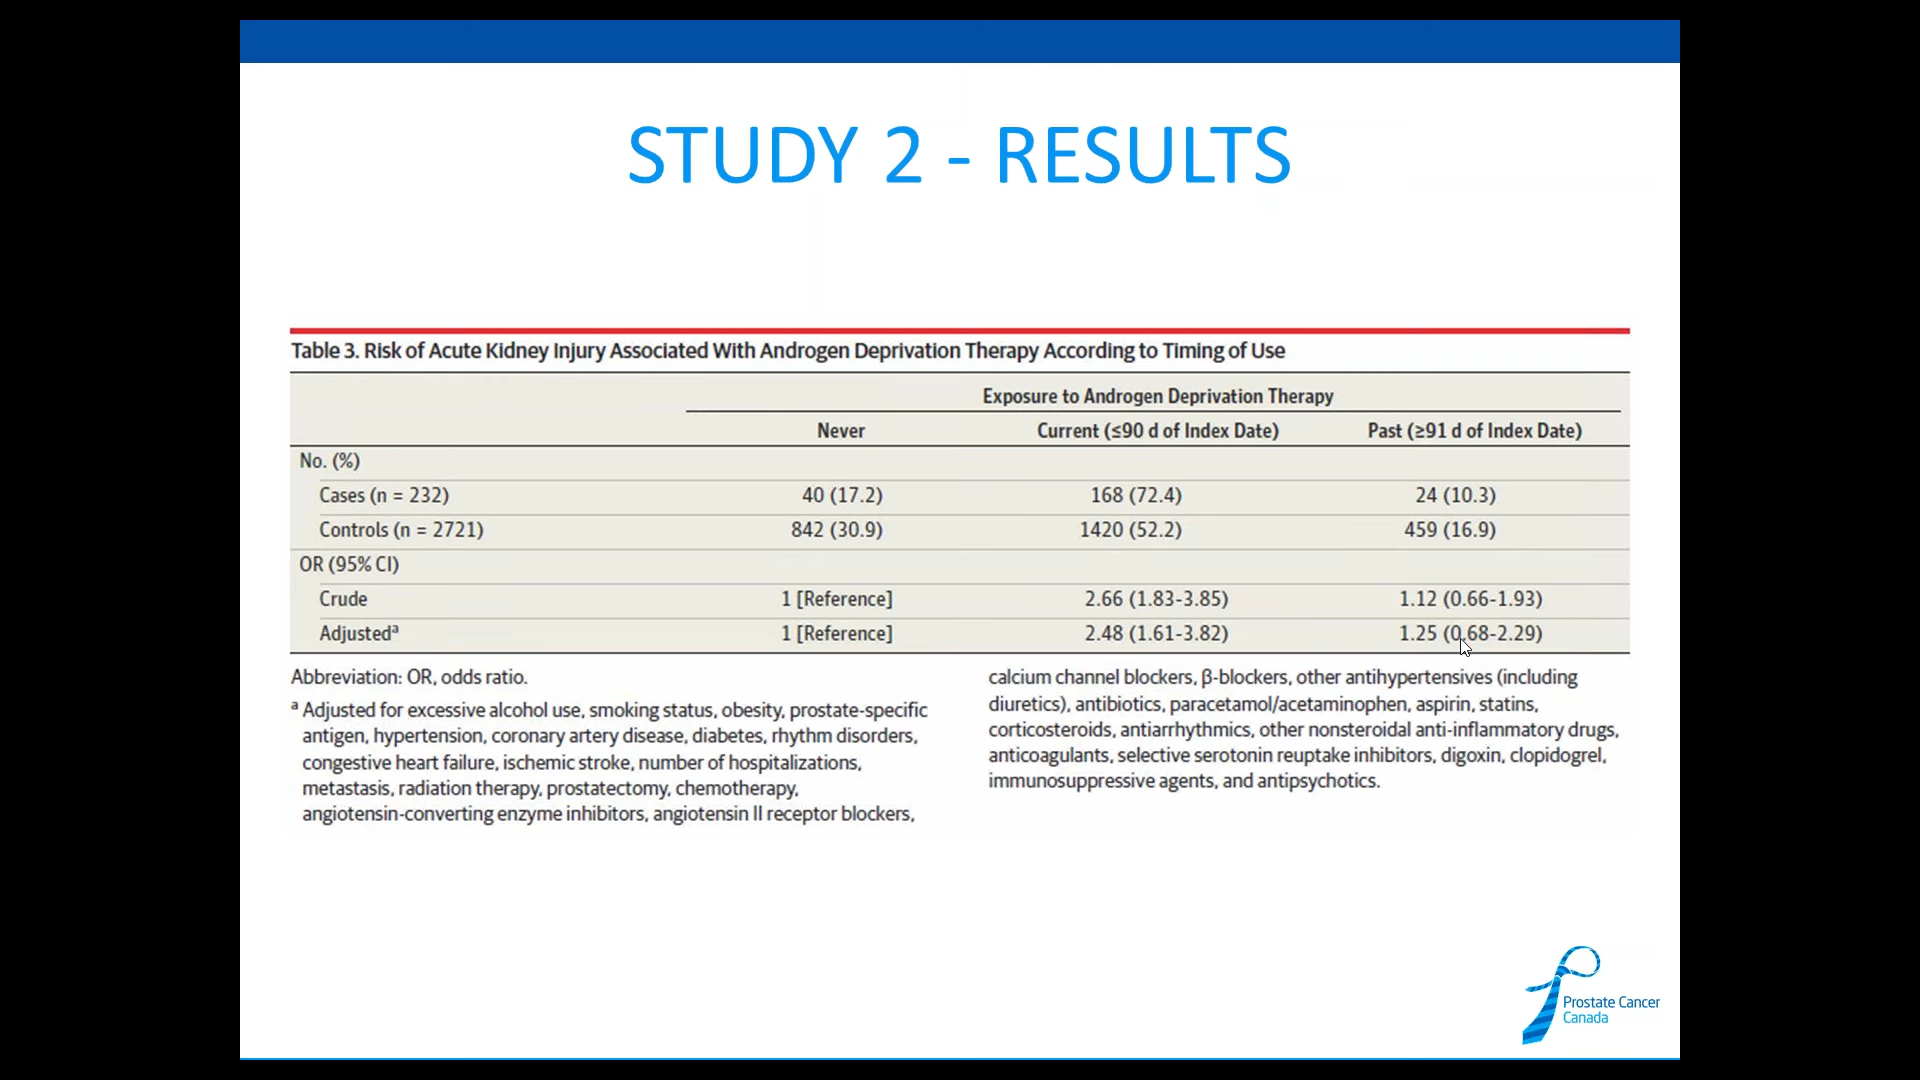 STUDY 2 - RESULTS
Table 3. Risk of Acute Kidney Injury Associated With Androgen Deprivation Therapy According to Timing of Use
Exposure to Androgen Deprivation Therapy
Never Current (≤90 d of Index Date) Past (≥91 d of Index Date)
No. (%)
Cases (n = 232) 40 (17.2) 168 (72.4) 24 (10.3)
Controls (n = 2721) 842 (30.9) 1420 (52.2) 459 (16.9)
OR (95% CI)
Crude 1 [Reference] 2.66 (1.83-3.85) 1.12 (0.66-1.93)
Adjustedª 1 [Reference] 2.48 (1.61-3.82) 1.25 (0.68-2.29)
Abbreviation: OR, odds ratio.
ª Adjusted for excessive alcohol use, smoking status, obesity, prostate-specific
antigen, hypertension, coronary artery disease, diabetes, rhythm disorders,
congestive heart failure, ischemic stroke, number of hospitalizations,
metastasis, radiation therapy, prostatectomy, chemotherapy,
angiotensin-converting enzyme inhibitors, angiotensin II receptor blockers,
calcium channel blockers, β-blockers, other antihypertensives (including
diuretics), antibiotics, paracetamol/acetaminophen, aspirin, statins,
corticosteroids, antiarrhythmics, other nonsteroidal anti-inflammatory drugs,
anticoagulants, selective serotonin reuptake inhibitors, digoxin, clopidogrel,
immunosuppressive agents, and antipsychotics.
Prostate Cancer
Canada